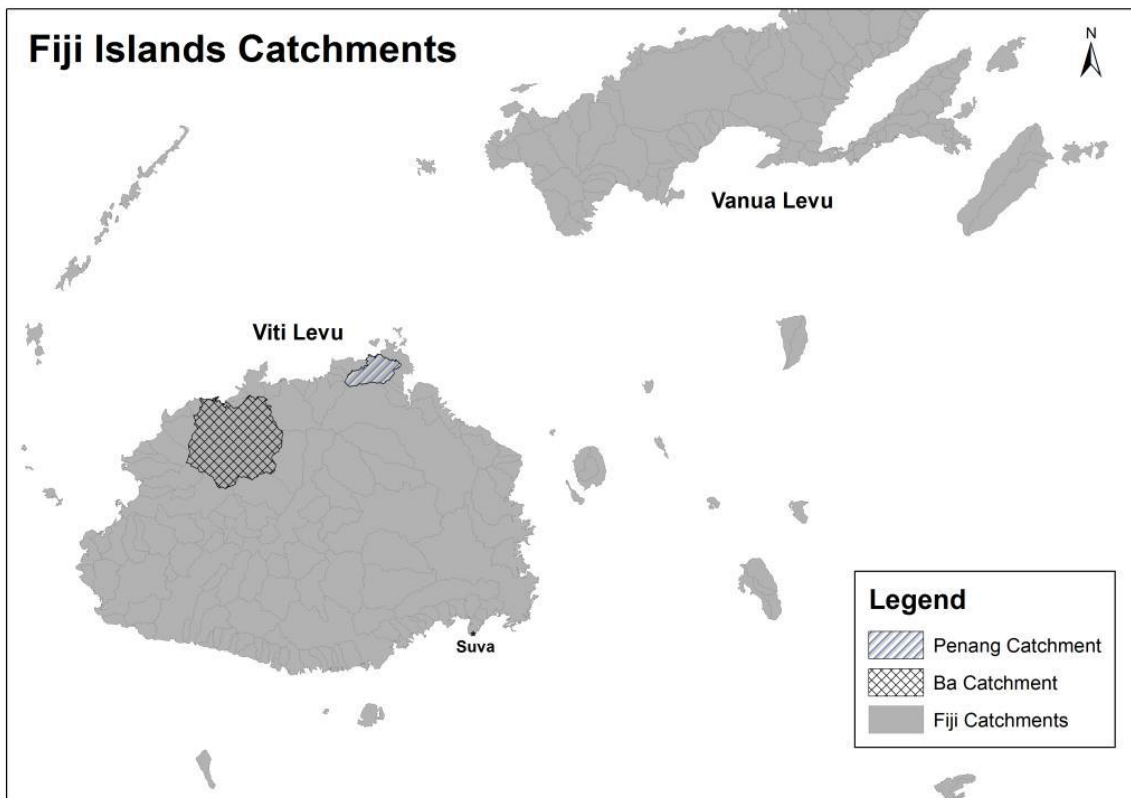 Fiji Islands Catchments
N
Vanua Levu
Viti Levu
Suva
Legend
Penang Catchment
Ba Catchment
Fiji Catchments